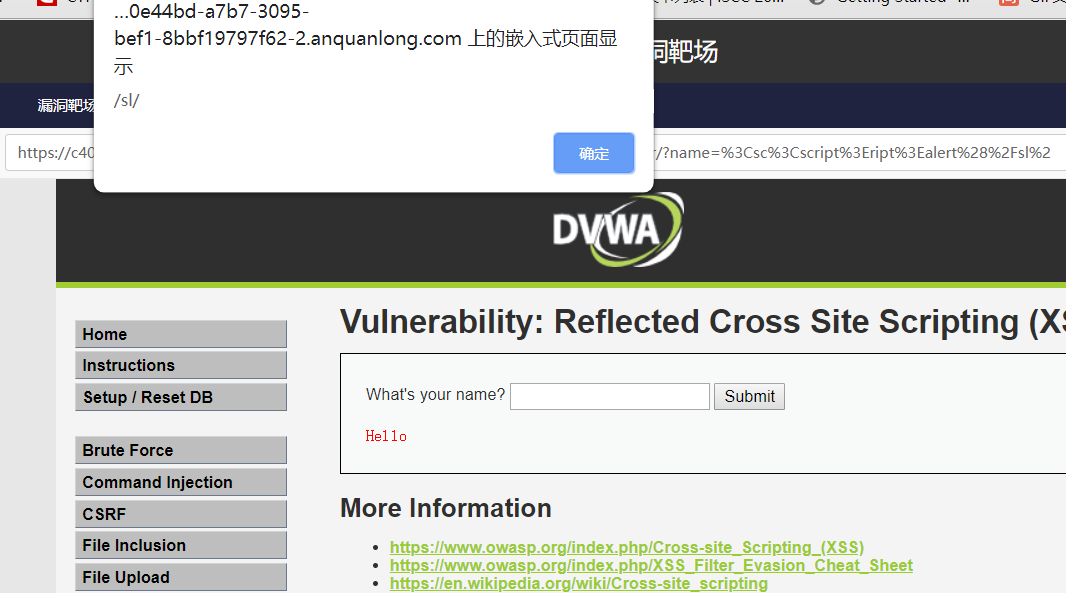 ...0e44bd-a7b7-3095-
bef1-8bbf19797f62-2.anquanlong.com 上的嵌入式页面显
示
/sl/
确定
洞靶场
漏洞靶场
https://c40
r/?name=%3Csc%3Cscript%3Eript%3Ealert%28%2Fsl%2
DVWA
Home
Instructions
Setup / Reset DB
Brute Force
Command Injection
CSRF
File Inclusion
File Upload
Vulnerability: Reflected Cross Site Scripting (XS
What's your name?
Submit
Hello
More Information
https://www.owasp.org/index.php/Cross-site_Scripting_(XSS)
https://www.owasp.org/index.php/XSS_Filter_Evasion_Cheat_Sheet
https://en.wikipedia.org/wiki/Cross-site_scripting